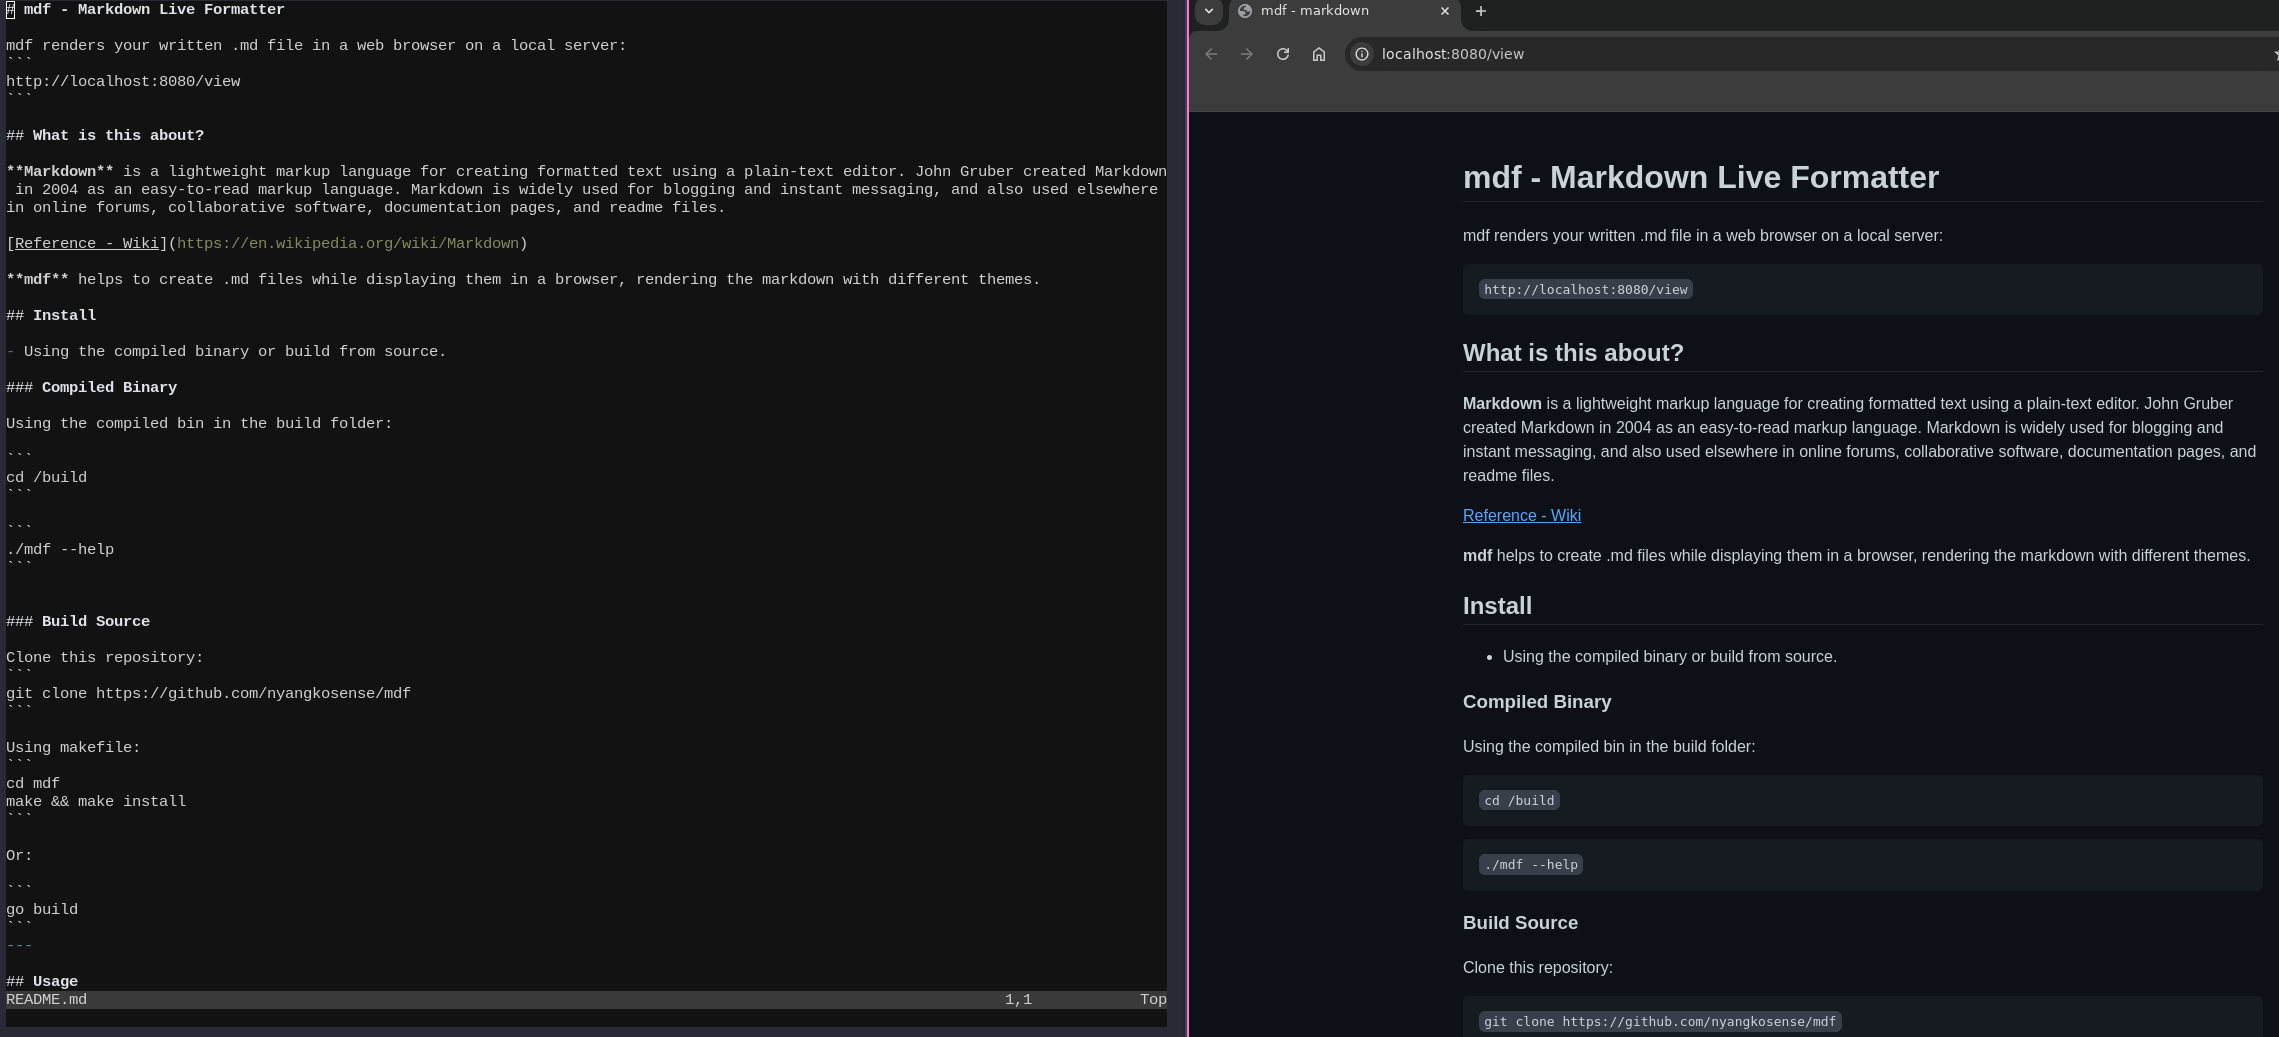 # mdf - Markdown Live Formatter
mdf renders your written .md file in a web browser on a local server:
```
http://localhost:8080/view
```
## What is this about?
**Markdown** is a lightweight markup language for creating formatted text using a plain-text editor. John Gruber created Markdown
in 2004 as an easy-to-read markup language. Markdown is widely used for blogging and instant messaging, and also used elsewhere
in online forums, collaborative software, documentation pages, and readme files.
[Reference - Wiki](https://en.wikipedia.org/wiki/Markdown)
**mdf** helps to create .md files while displaying them in a browser, rendering the markdown with different themes.
## Install
- Using the compiled binary or build from source.
### Compiled Binary
Using the compiled bin in the build folder:
```
cd /build
```
```
./mdf --help
```
### Build Source
Clone this repository:
```
git clone https://github.com/nyangkosense/mdf
```
Using makefile:
```
cd mdf
make && make install
```
Or:
```
go build
```
---
## Usage
README.md 1,1 Top
mdf - markdown
localhost:8080/view
mdf - Markdown Live Formatter
mdf renders your written .md file in a web browser on a local server:
http://localhost:8080/view
What is this about?
Markdown is a lightweight markup language for creating formatted text using a plain-text editor. John Gruber
created Markdown in 2004 as an easy-to-read markup language. Markdown is widely used for blogging and
instant messaging, and also used elsewhere in online forums, collaborative software, documentation pages, and
readme files.
Reference - Wiki
mdf helps to create .md files while displaying them in a browser, rendering the markdown with different themes.
Install
• Using the compiled binary or build from source.
Compiled Binary
Using the compiled bin in the build folder:
cd /build
./mdf --help
Build Source
Clone this repository:
git clone https://github.com/nyangkosense/mdf